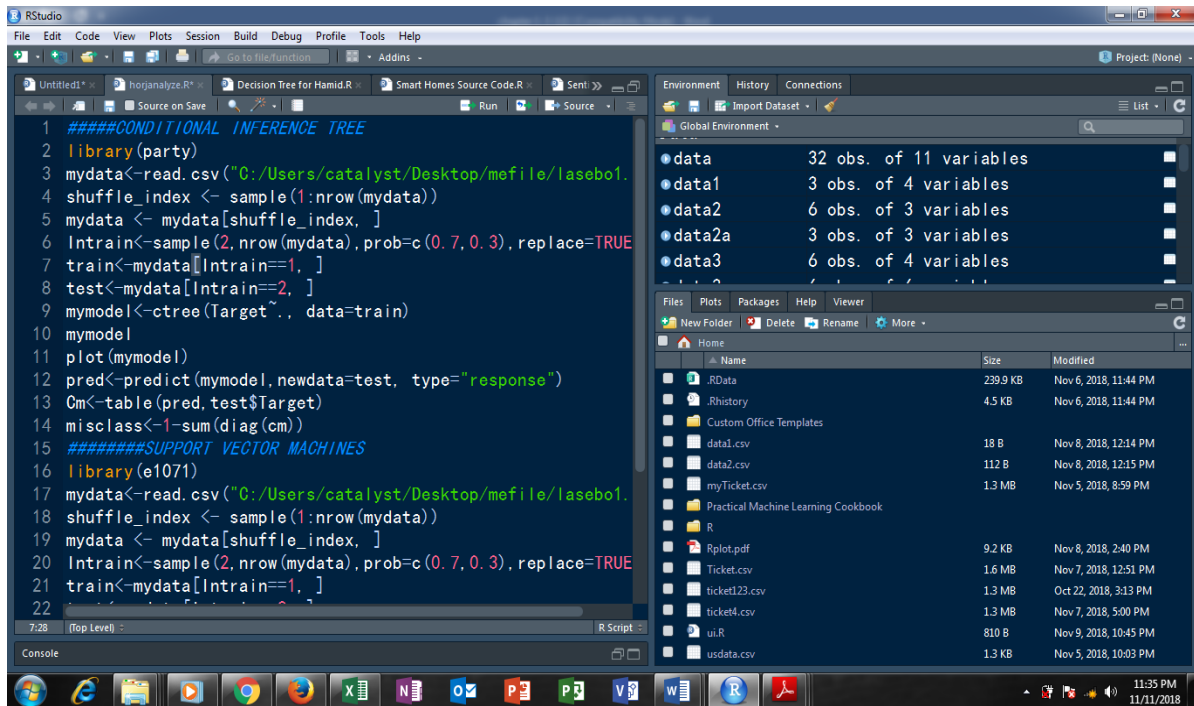 RStudio
File Edit Code View Plots Session Build Debug Profile Tools Help
Go to file/function Addins
Project: (None)
Untitled1* horjanalyze.R* Decision Tree for Hamid.R Smart Homes Source Code.R Senti
Source on Save Run Source
1 #####CONDITIONAL INFERENCE TREE
2 library(party)
3 mydata<-read.csv("C:/Users/catalyst/Desktop/mefile/lasebo1.
4 shuffle_index <- sample(1:nrow(mydata))
5 mydata <- mydata[shuffle_index, ]
6 Intrain<-sample(2,nrow(mydata),prob=c(0.7,0.3),replace=TRUE
7 train<-mydata[Intrain==1, ]
8 test<-mydata[Intrain==2, ]
9 mymodel<-ctree(Target~., data=train)
10 mymodel
11 plot(mymodel)
12 pred<-predict(mymodel,newdata=test, type="response")
13 Cm<-table(pred,test$Target)
14 misclass<-1-sum(diag(cm))
15 ########SUPPORT VECTOR MACHINES
16 library(e1071)
17 mydata<-read.csv("C:/Users/catalyst/Desktop/mefile/lasebo1.
18 shuffle_index <- sample(1:nrow(mydata))
19 mydata <- mydata[shuffle_index, ]
20 Intrain<-sample(2,nrow(mydata),prob=c(0.7,0.3),replace=TRUE
21 train<-mydata[Intrain==1, ]
22
7:28 (Top Level) R Script
Console
Environment History Connections
Import Dataset List
Global Environment
data 32 obs. of 11 variables
data1 3 obs. of 4 variables
data2 6 obs. of 3 variables
data2a 3 obs. of 3 variables
data3 6 obs. of 4 variables
Files Plots Packages Help Viewer
New Folder Delete Rename More
Home
Name Size Modified
.RData 239.9 KB Nov 6, 2018, 11:44 PM
.Rhistory 4.5 KB Nov 6, 2018, 11:44 PM
Custom Office Templates
data1.csv 18 B Nov 8, 2018, 12:14 PM
data2.csv 112 B Nov 8, 2018, 12:15 PM
myTicket.csv 1.3 MB Nov 5, 2018, 8:59 PM
Practical Machine Learning Cookbook
R
Rplot.pdf 9.2 KB Nov 8, 2018, 2:40 PM
Ticket.csv 1.6 MB Nov 7, 2018, 12:51 PM
ticket123.csv 1.3 MB Oct 22, 2018, 3:13 PM
ticket4.csv 1.3 MB Nov 7, 2018, 5:00 PM
ui.R 810 B Nov 9, 2018, 10:45 PM
usdata.csv 1.3 KB Nov 5, 2018, 10:03 PM
11:35 PM
11/11/2018